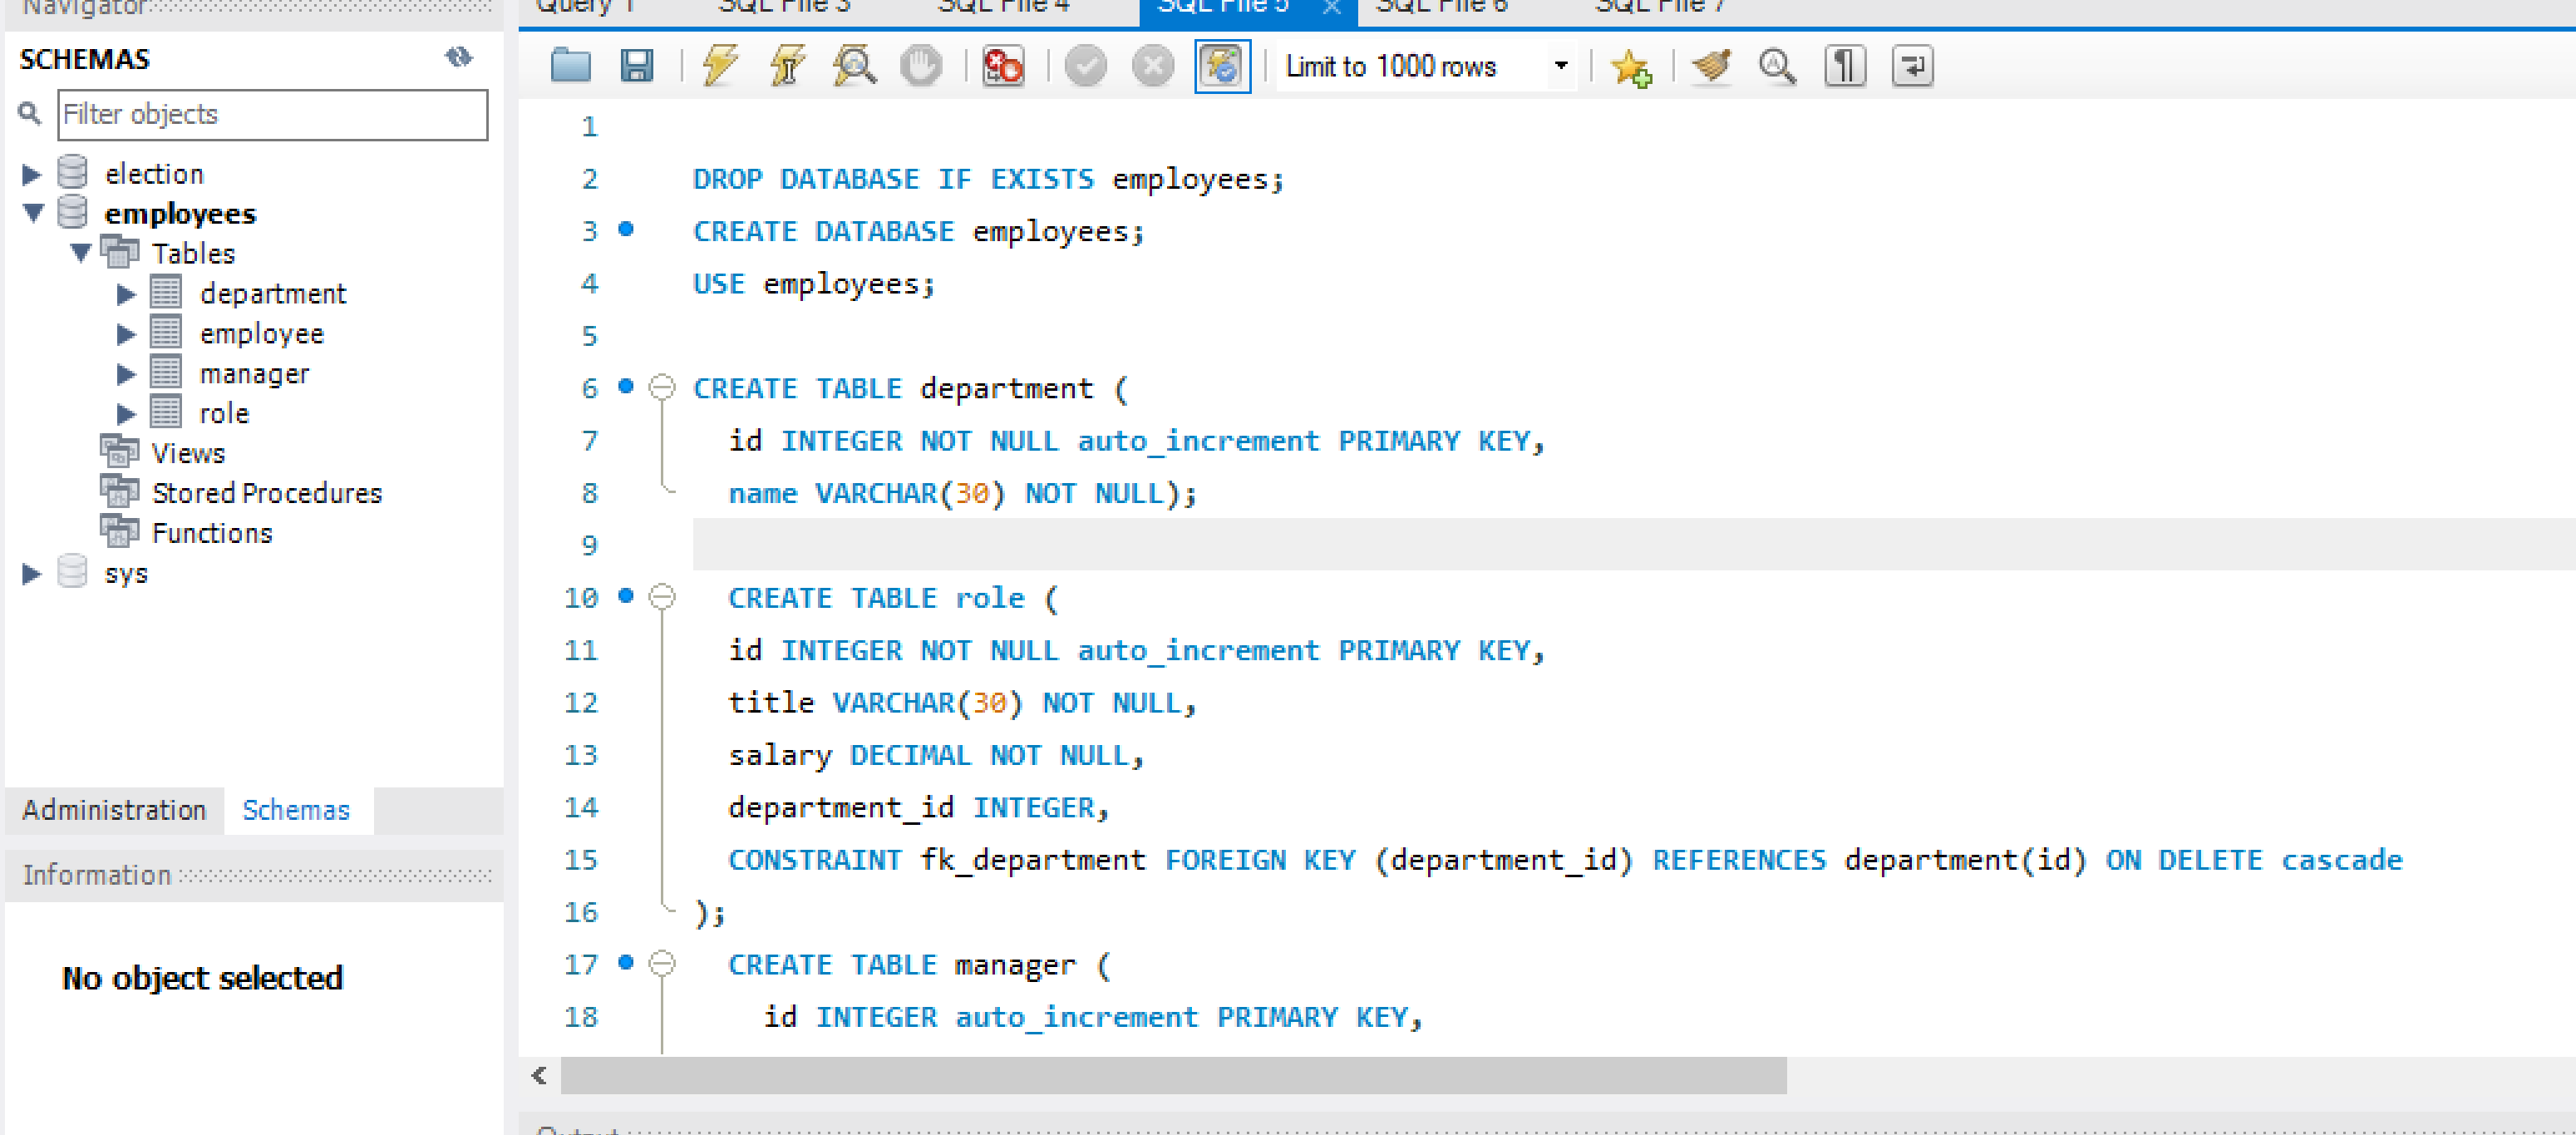 Navigator
SCHEMAS
Filter objects
election
employees
Tables
department
employee
manager
role
Views
Stored Procedures
Functions
sys
Administration Schemas
Information
No object selected
Query 1 SQL File 3 SQL File 4 SQL File 5 SQL File 6 SQL File 7
Limit to 1000 rows
1
2 DROP DATABASE IF EXISTS employees;
3 CREATE DATABASE employees;
4 USE employees;
5
6 CREATE TABLE department (
7 id INTEGER NOT NULL auto_increment PRIMARY KEY,
8 name VARCHAR(30) NOT NULL);
9
10 CREATE TABLE role (
11 id INTEGER NOT NULL auto_increment PRIMARY KEY,
12 title VARCHAR(30) NOT NULL,
13 salary DECIMAL NOT NULL,
14 department_id INTEGER,
15 CONSTRAINT fk_department FOREIGN KEY (department_id) REFERENCES department(id) ON DELETE cascade
16 );
17 CREATE TABLE manager (
18 id INTEGER auto_increment PRIMARY KEY,
Output